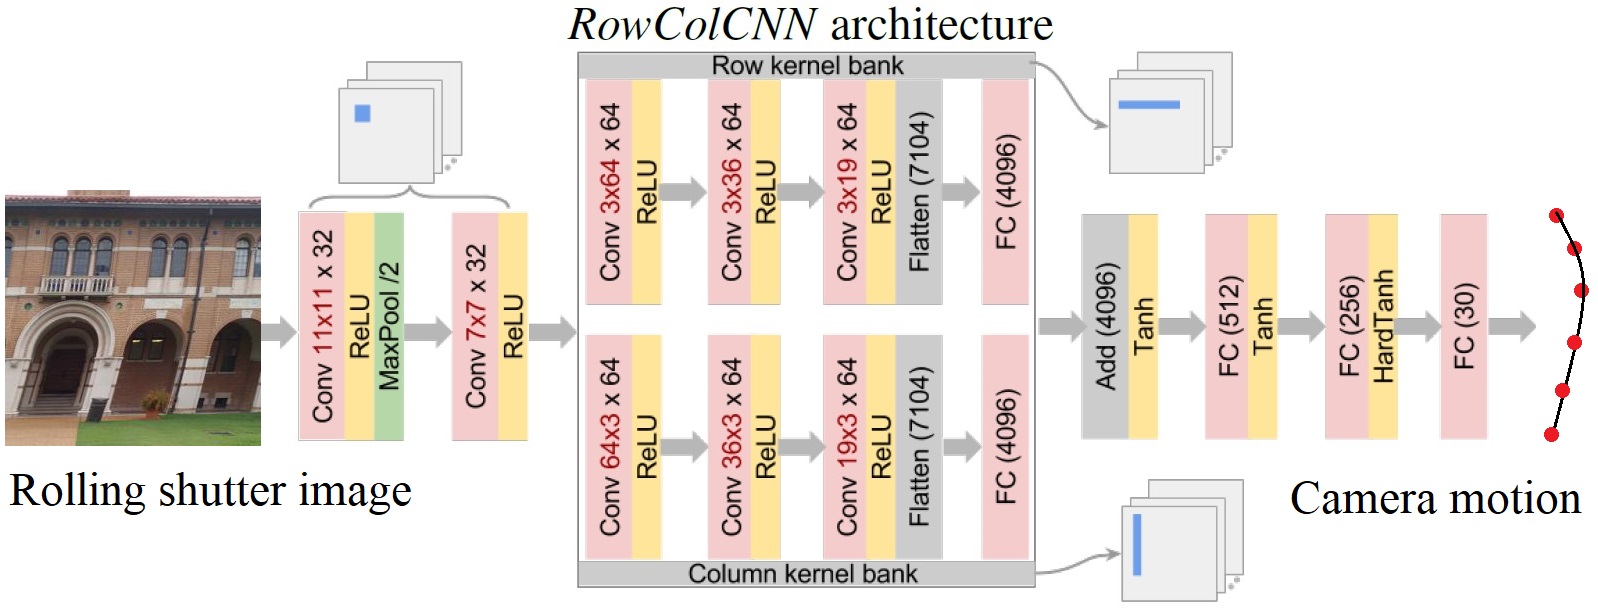 RowColCNN architecture
Row kernel bank
Conv 3x64 x 64
ReLU
Conv 3x36 x 64
ReLU
Conv 3x19 x 64
ReLU
Flatten (7104)
FC (4096)
Conv 11x11 x 32
ReLU
MaxPool /2
Conv 7x7 x 32
ReLU
Conv 64x3 x 64
ReLU
Conv 36x3 x 64
ReLU
Conv 19x3 x 64
ReLU
Flatten (7104)
FC (4096)
Column kernel bank
Add (4096)
Tanh
FC (512)
Tanh
FC (256)
HardTanh
FC (30)
Rolling shutter image
Camera motion